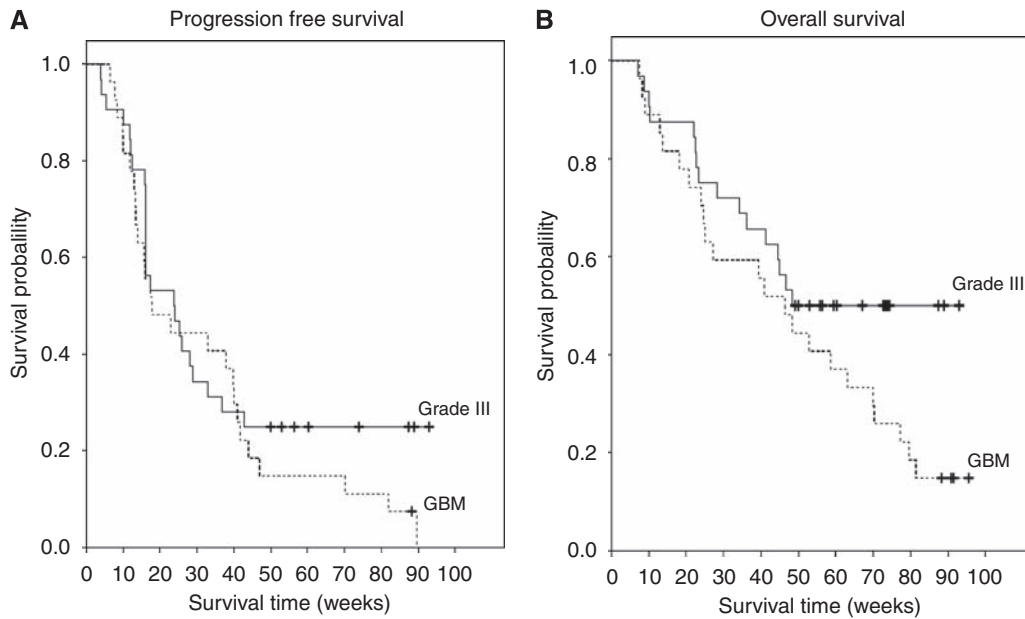 A Progression free survival
Survival probalility
1.0
0.8
0.6
0.4
0.2
0.0
Grade III
GBM
0 10 20 30 40 50 60 70 80 90 100
Survival time (weeks)
B Overall survival
Survival probalility
1.0
0.8
0.6
0.4
0.2
0.0
Grade III
GBM
0 10 20 30 40 50 60 70 80 90 100
Survival time (weeks)